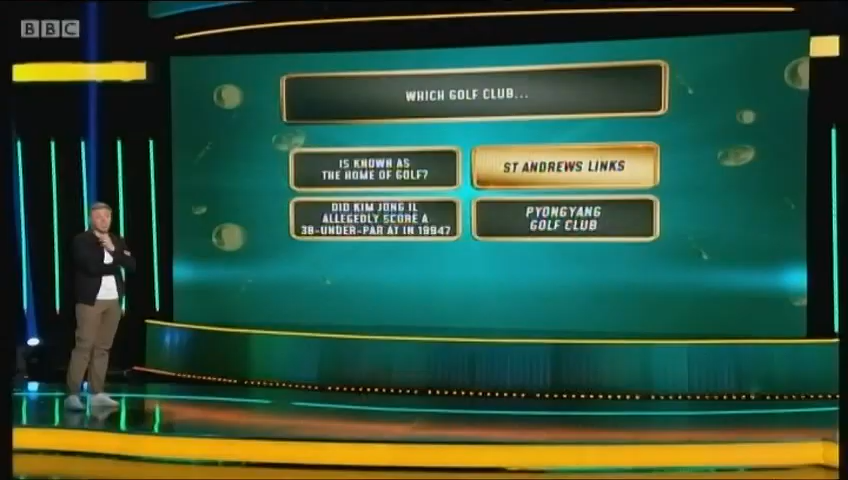 BBC
WHICH GOLF CLUB...
IS KNOWN AS
THE HOME OF GOLF?
ST ANDREWS LINKS
DID KIM JONG IL
ALLEGEDLY SCORE A
38-UNDER-PAR AT IN 1994?
PYONGYANG
GOLF CLUB